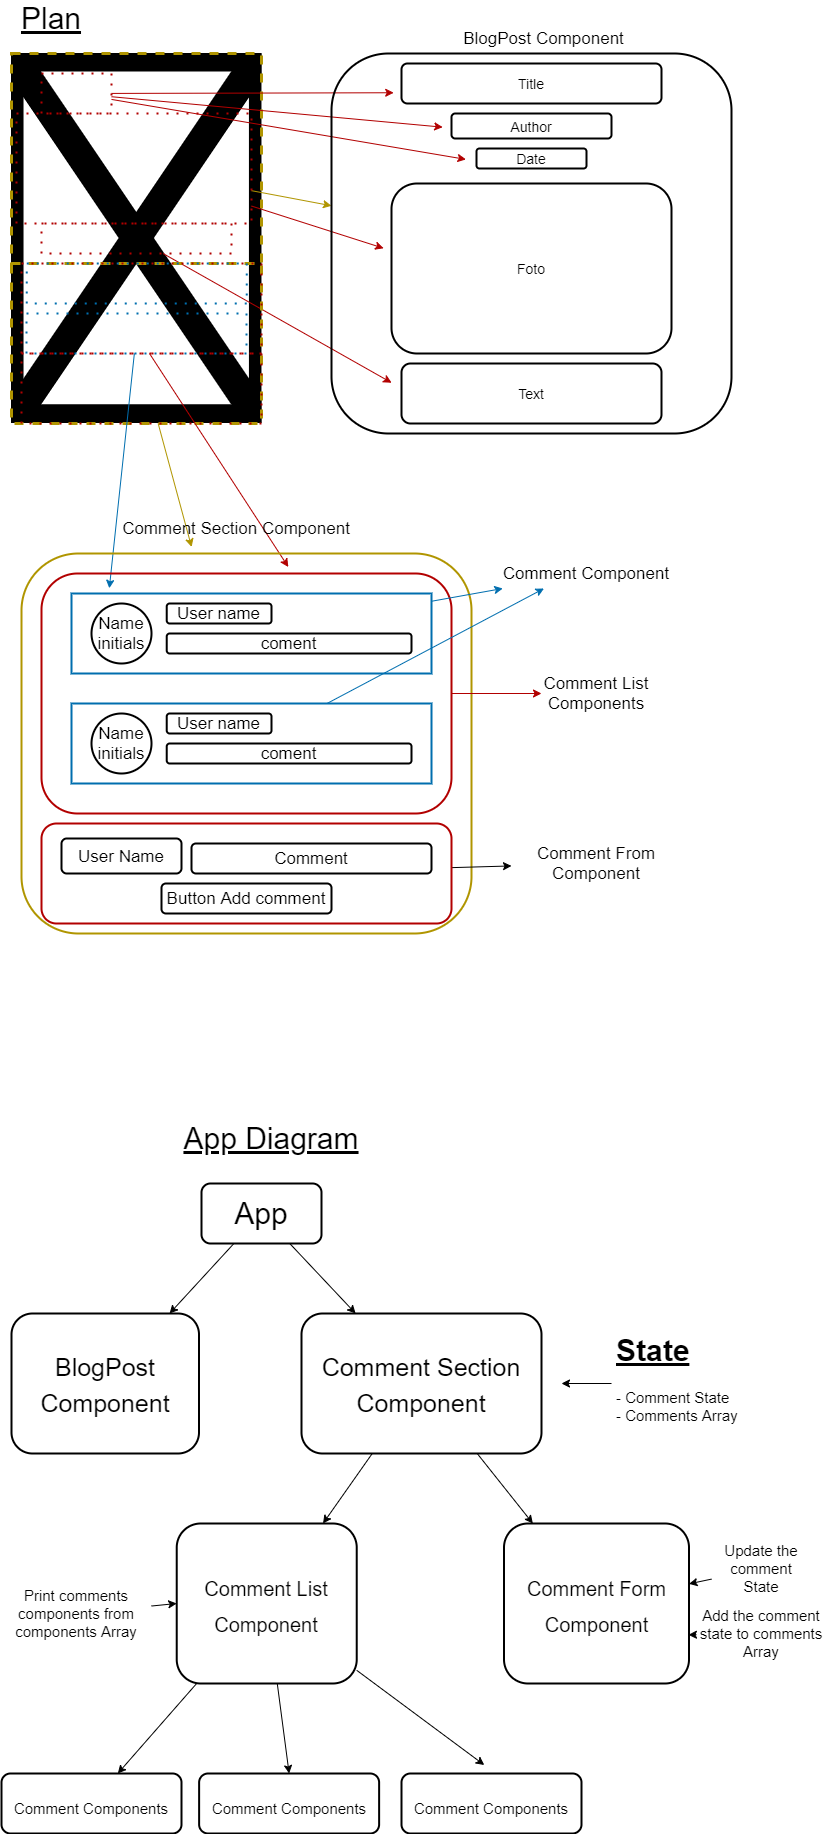 Plan
BlogPost Component
Title
Author
Date
Foto
Text
Comment Section Component
Comment Component
Name
initials
User name
coment
Comment List
Components
Name
initials
User name
coment
User Name
Comment
Button Add comment
Comment From
Component
App Diagram
App
BlogPost
Component
Comment Section
Component
State
- Comment State
- Comments Array
Print comments
components from
components Array
Comment List
Component
Comment Form
Component
Update the
comment
State
Add the comment
state to comments
Array
Comment Components
Comment Components
Comment Components